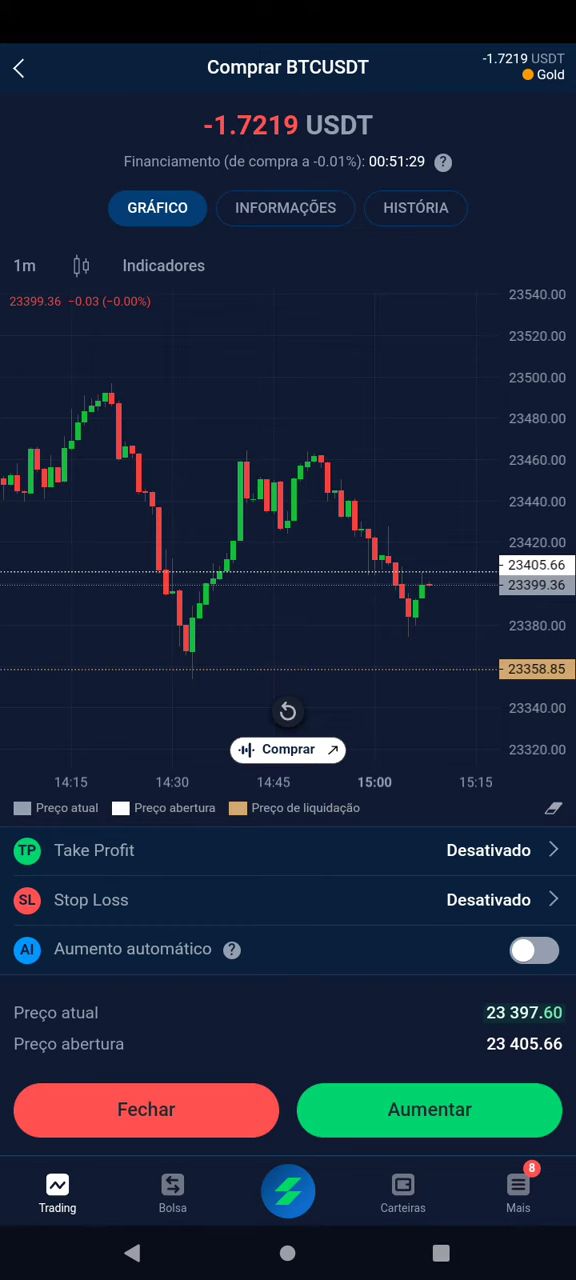 Comprar BTCUSDT
-1.7219 USDT
Gold
-1.7219 USDT
Financiamento (de compra a -0.01%): 00:51:29 ?
GRÁFICO INFORMAÇÕES HISTÓRIA
1m Indicadores
23399.36 −0.03 (−0.00%)
23540.00
23520.00
23500.00
23480.00
23460.00
23440.00
23420.00
23405.66
23399.36
23380.00
23358.85
23340.00
23320.00
Comprar
14:15 14:30 14:45 15:00 15:15
Preço atual Preço abertura Preço de liquidação
TP Take Profit Desativado
SL Stop Loss Desativado
AI Aumento automático ?
Preço atual 23 397.60
Preço abertura 23 405.66
Fechar Aumentar
8
Trading Bolsa Carteiras Mais